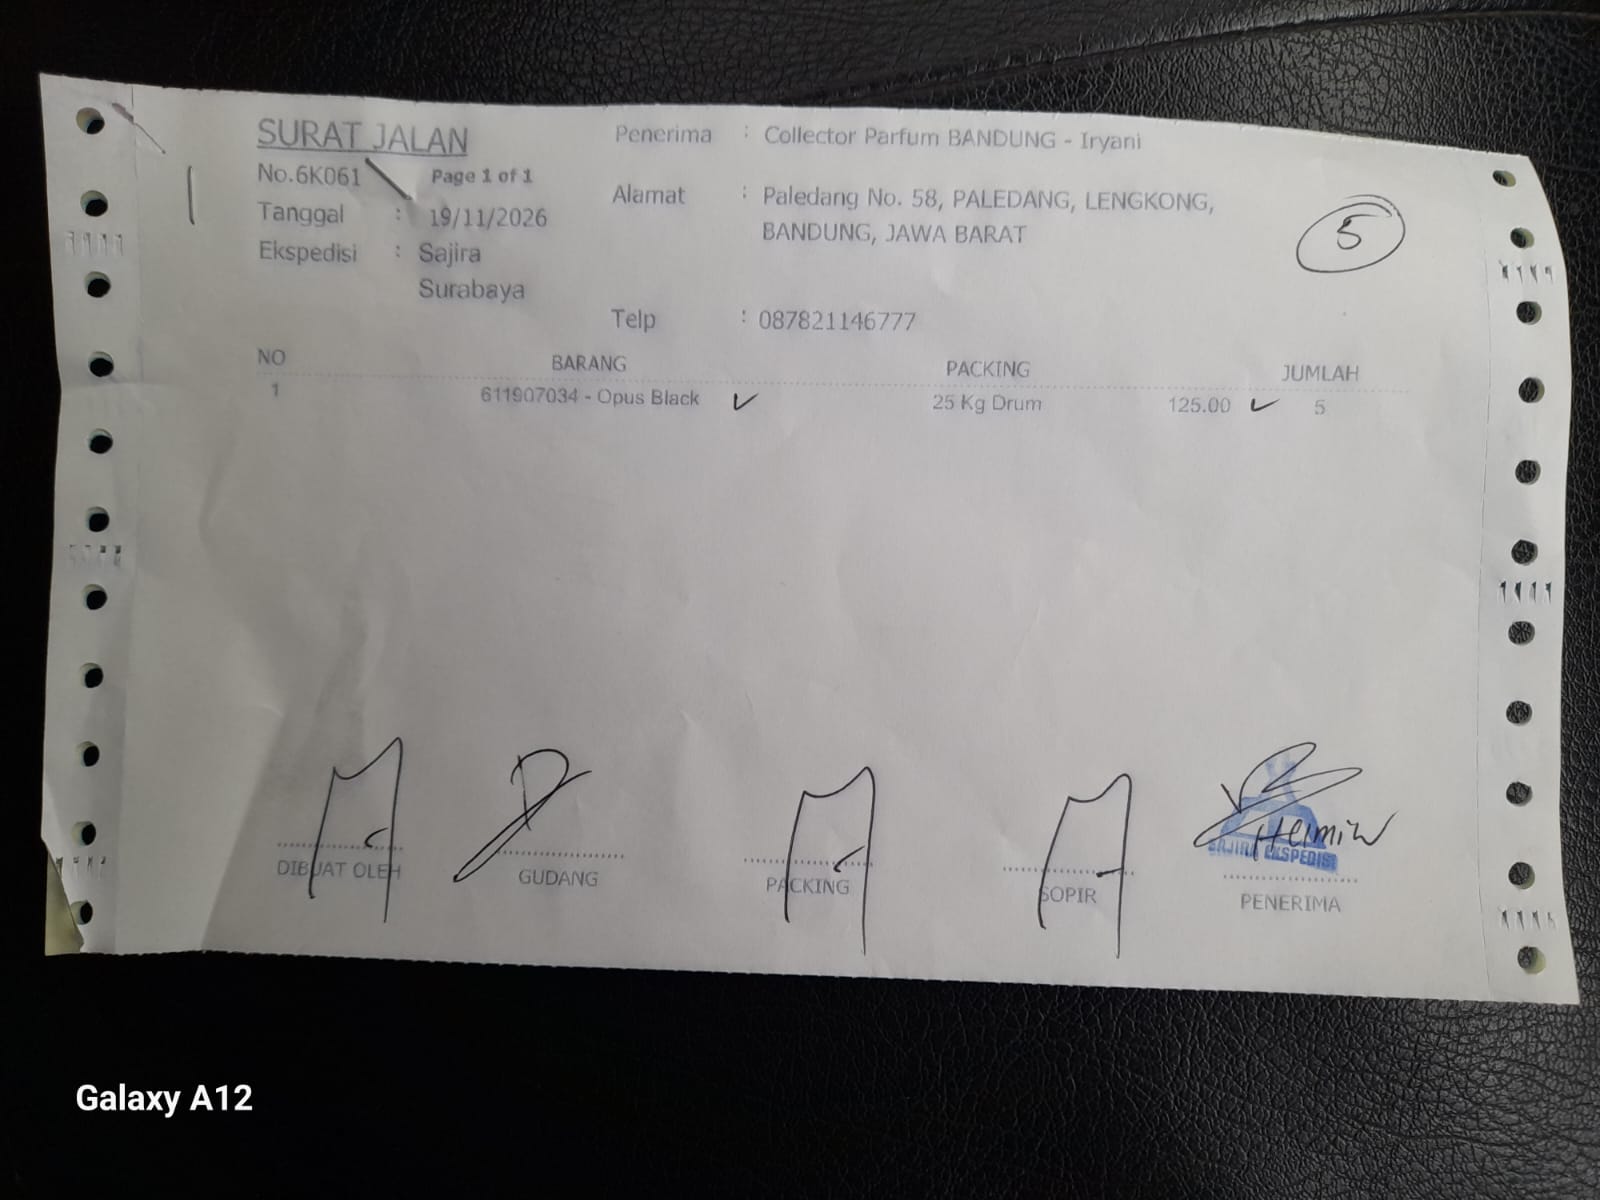 SURAT JALAN
No.6K061 Page 1 of 1
Tanggal : 19/11/2026
Ekspedisi : Sajira
Surabaya
Penerima : Collector Parfum BANDUNG - Iryani
Alamat : Paledang No. 58, PALEDANG, LENGKONG,
BANDUNG, JAWA BARAT
Telp : 087821146777
5
NO BARANG PACKING JUMLAH
1 611907034 - Opus Black 25 Kg Drum 125.00 5
Helmi
SAJIRA EKSPEDISI
DIBUAT OLEH GUDANG PACKING SOPIR PENERIMA
Galaxy A12